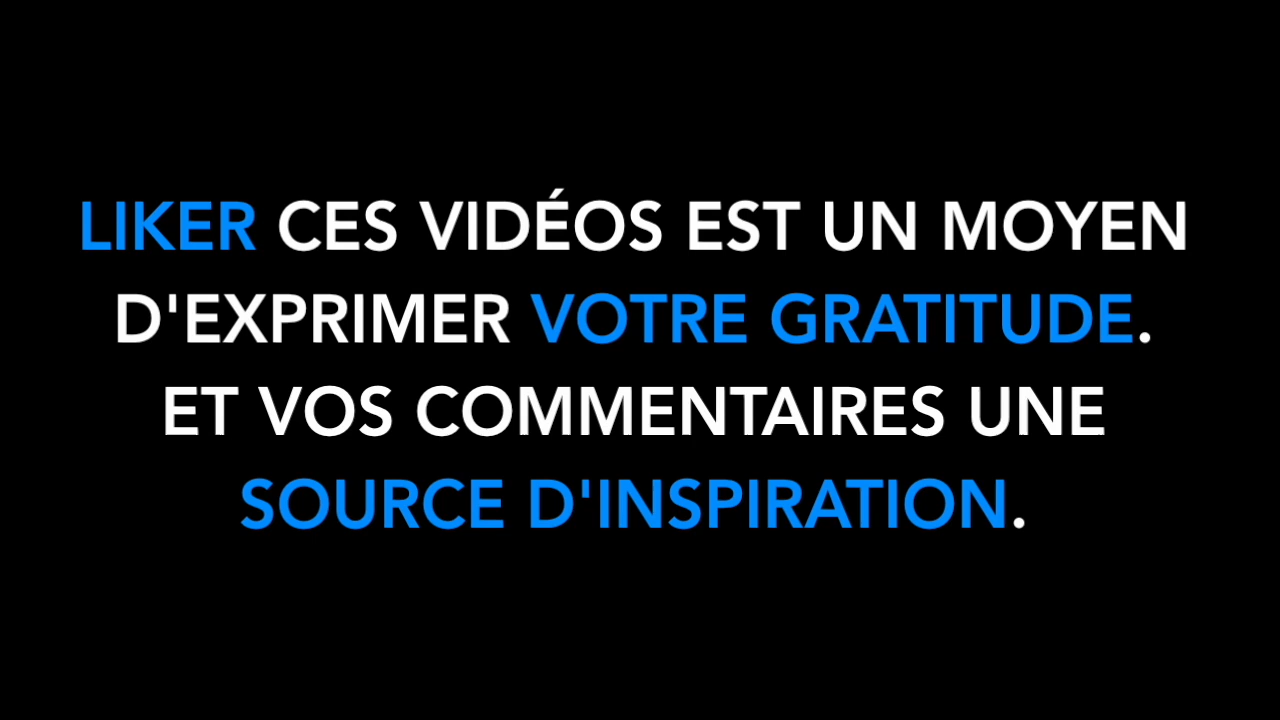 LIKER CES VIDÉOS EST UN MOYEN
D'EXPRIMER VOTRE GRATITUDE.
ET VOS COMMENTAIRES UNE
SOURCE D'INSPIRATION.